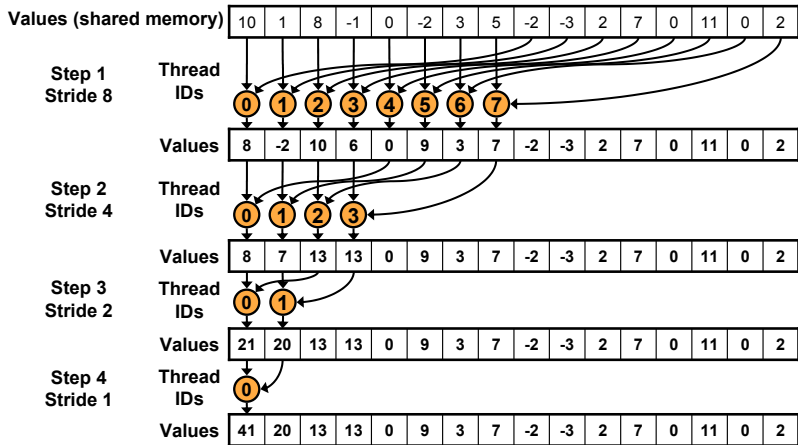 Values (shared memory) 10 1 8 -1 0 -2 3 5 -2 -3 2 7 0 11 0 2
Step 1 Thread
Stride 8 IDs 0 1 2 3 4 5 6 7
Values 8 -2 10 6 0 9 3 7 -2 -3 2 7 0 11 0 2
Step 2 Thread
Stride 4 IDs 0 1 2 3
Values 8 7 13 13 0 9 3 7 -2 -3 2 7 0 11 0 2
Step 3 Thread
Stride 2 IDs 0 1
Values 21 20 13 13 0 9 3 7 -2 -3 2 7 0 11 0 2
Step 4 Thread
Stride 1 IDs 0
Values 41 20 13 13 0 9 3 7 -2 -3 2 7 0 11 0 2